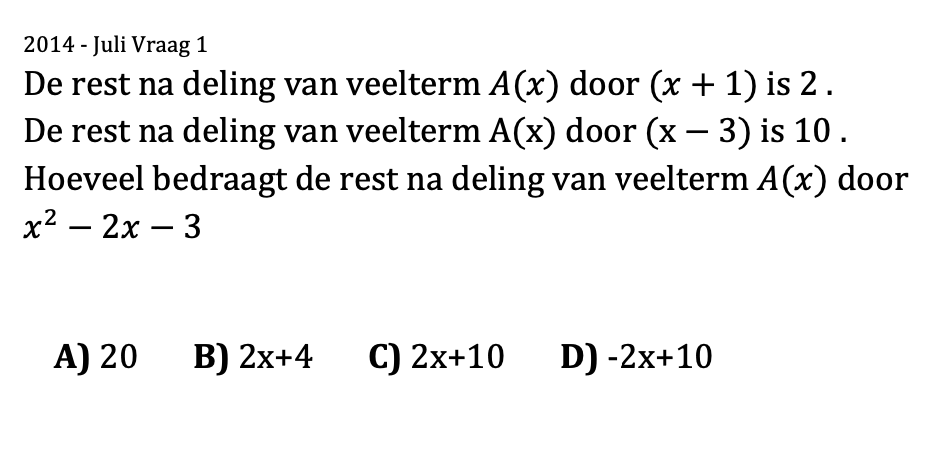 2014 - Juli Vraag 1
De rest na deling van veelterm A(x) door (x + 1) is 2 .
De rest na deling van veelterm A(x) door (x − 3) is 10 .
Hoeveel bedraagt de rest na deling van veelterm A(x) door
x² − 2x − 3
A) 20 B) 2x+4 C) 2x+10 D) -2x+10